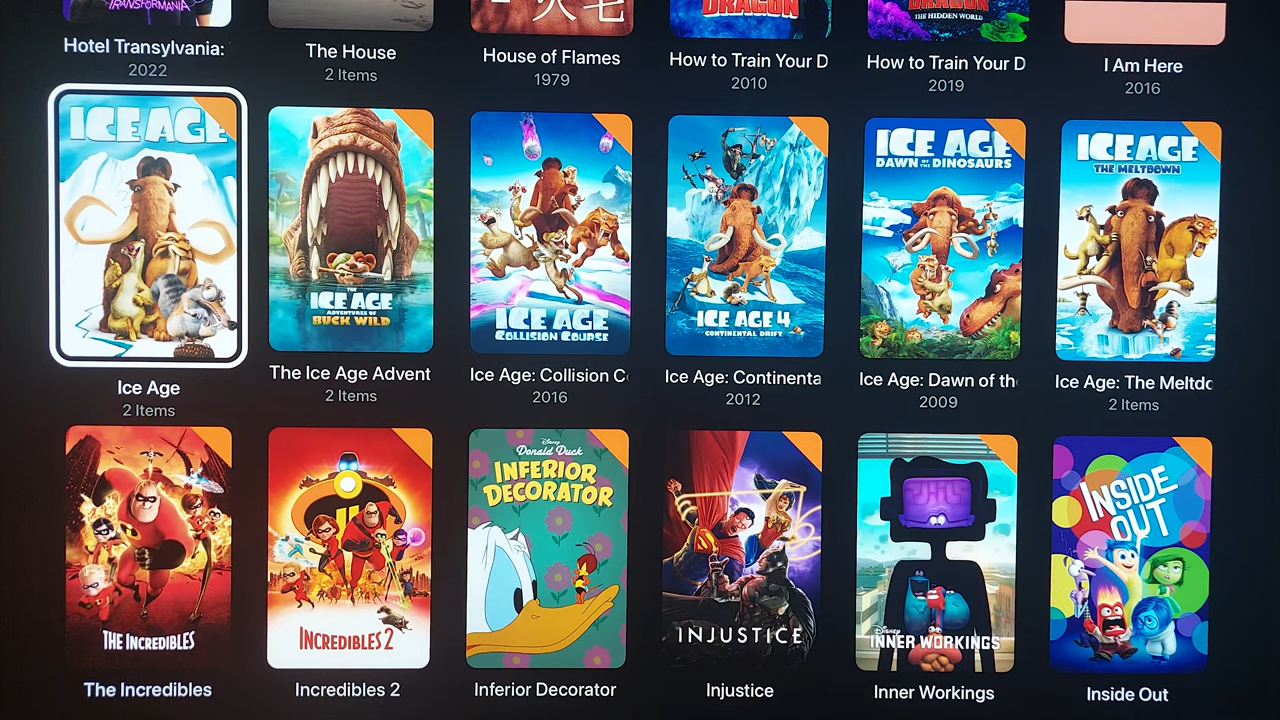 TRANSFORMANIA
火宅
DRAGON
DRAGON
THE HIDDEN WORLD
Hotel Transylvania:
2022
The House
2 Items
House of Flames
1979
How to Train Your D
2010
How to Train Your D
2019
I Am Here
2016
ICE AGE
THE
ICE AGE
ADVENTURES OF
BUCK WILD
ICE AGE
COLLISION COURSE
ICE AGE 4
CONTINENTAL DRIFT
ICE AGE
DAWN OF THE DINOSAURS
ICE AGE
THE MELTDOWN
Ice Age
2 Items
The Ice Age Advent
2 Items
Ice Age: Collision C
2016
Ice Age: Continenta
2012
Ice Age: Dawn of th
2009
Ice Age: The Meltdo
2 Items
THE INCREDIBLES
INCREDIBLES 2
Disney
Donald Duck
INFERIOR
DECORATOR
INJUSTICE
Disney
INNER WORKINGS
INSIDE
OUT
The Incredibles
Incredibles 2
Inferior Decorator
Injustice
Inner Workings
Inside Out